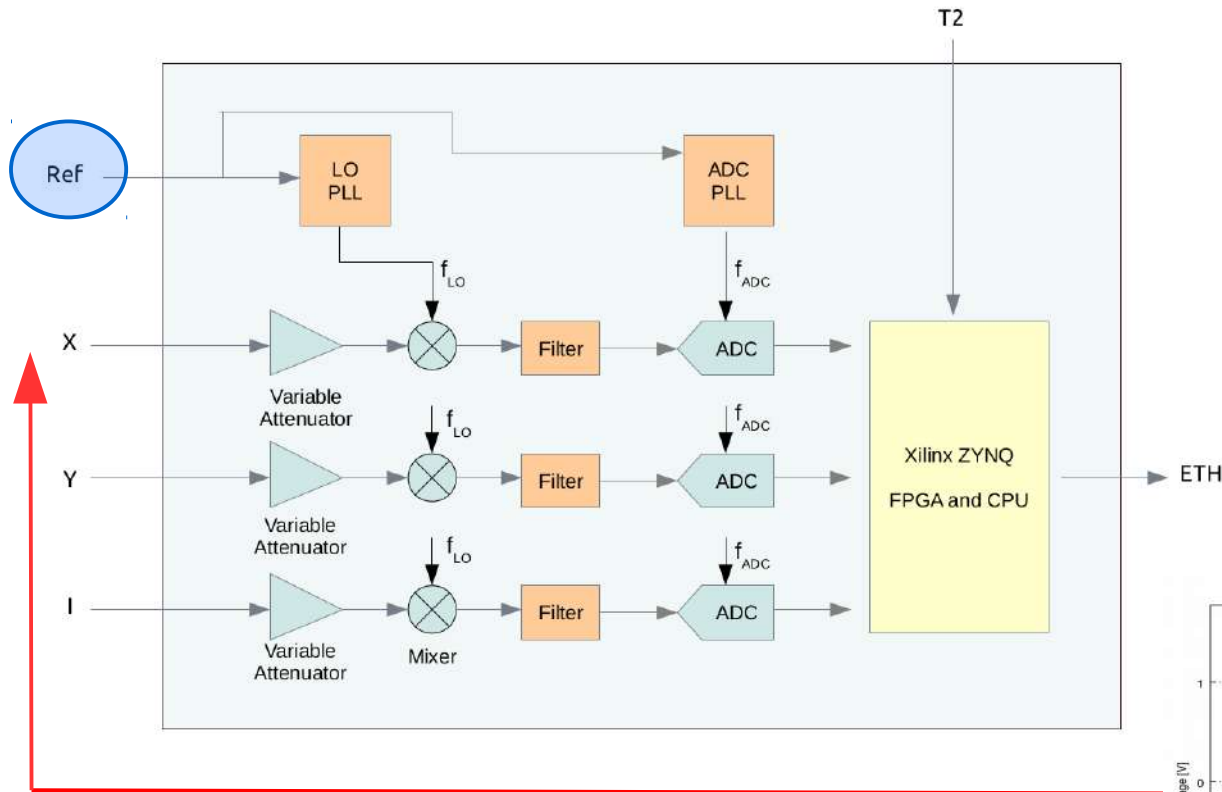 T2
Ref
LO
PLL
ADC
PLL
fLO
fADC
X
Filter
ADC
Variable
Attenuator
fLO
fADC
Y
Filter
ADC
Xilinx ZYNQ
FPGA and CPU
ETH
Variable
Attenuator
fLO
fADC
I
Filter
ADC
Variable
Attenuator
Mixer
1
0